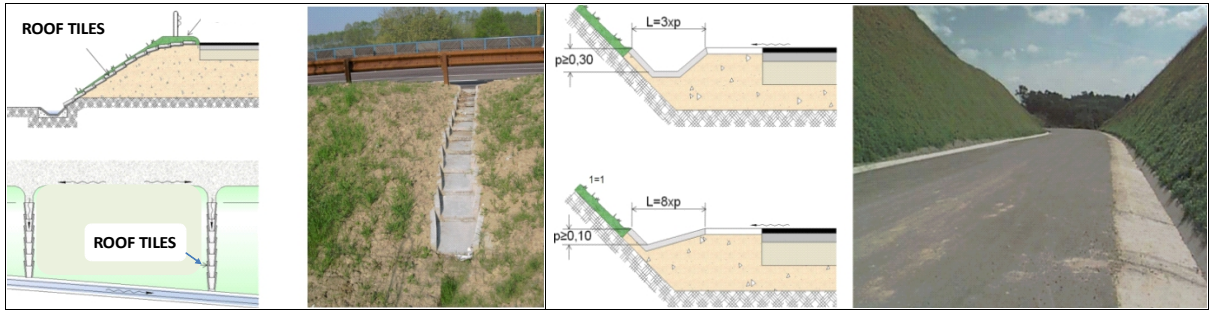 ROOF TILES
ROOF TILES
L=3xp
p≥0,30
1=1
L=8xp
p≥0,10